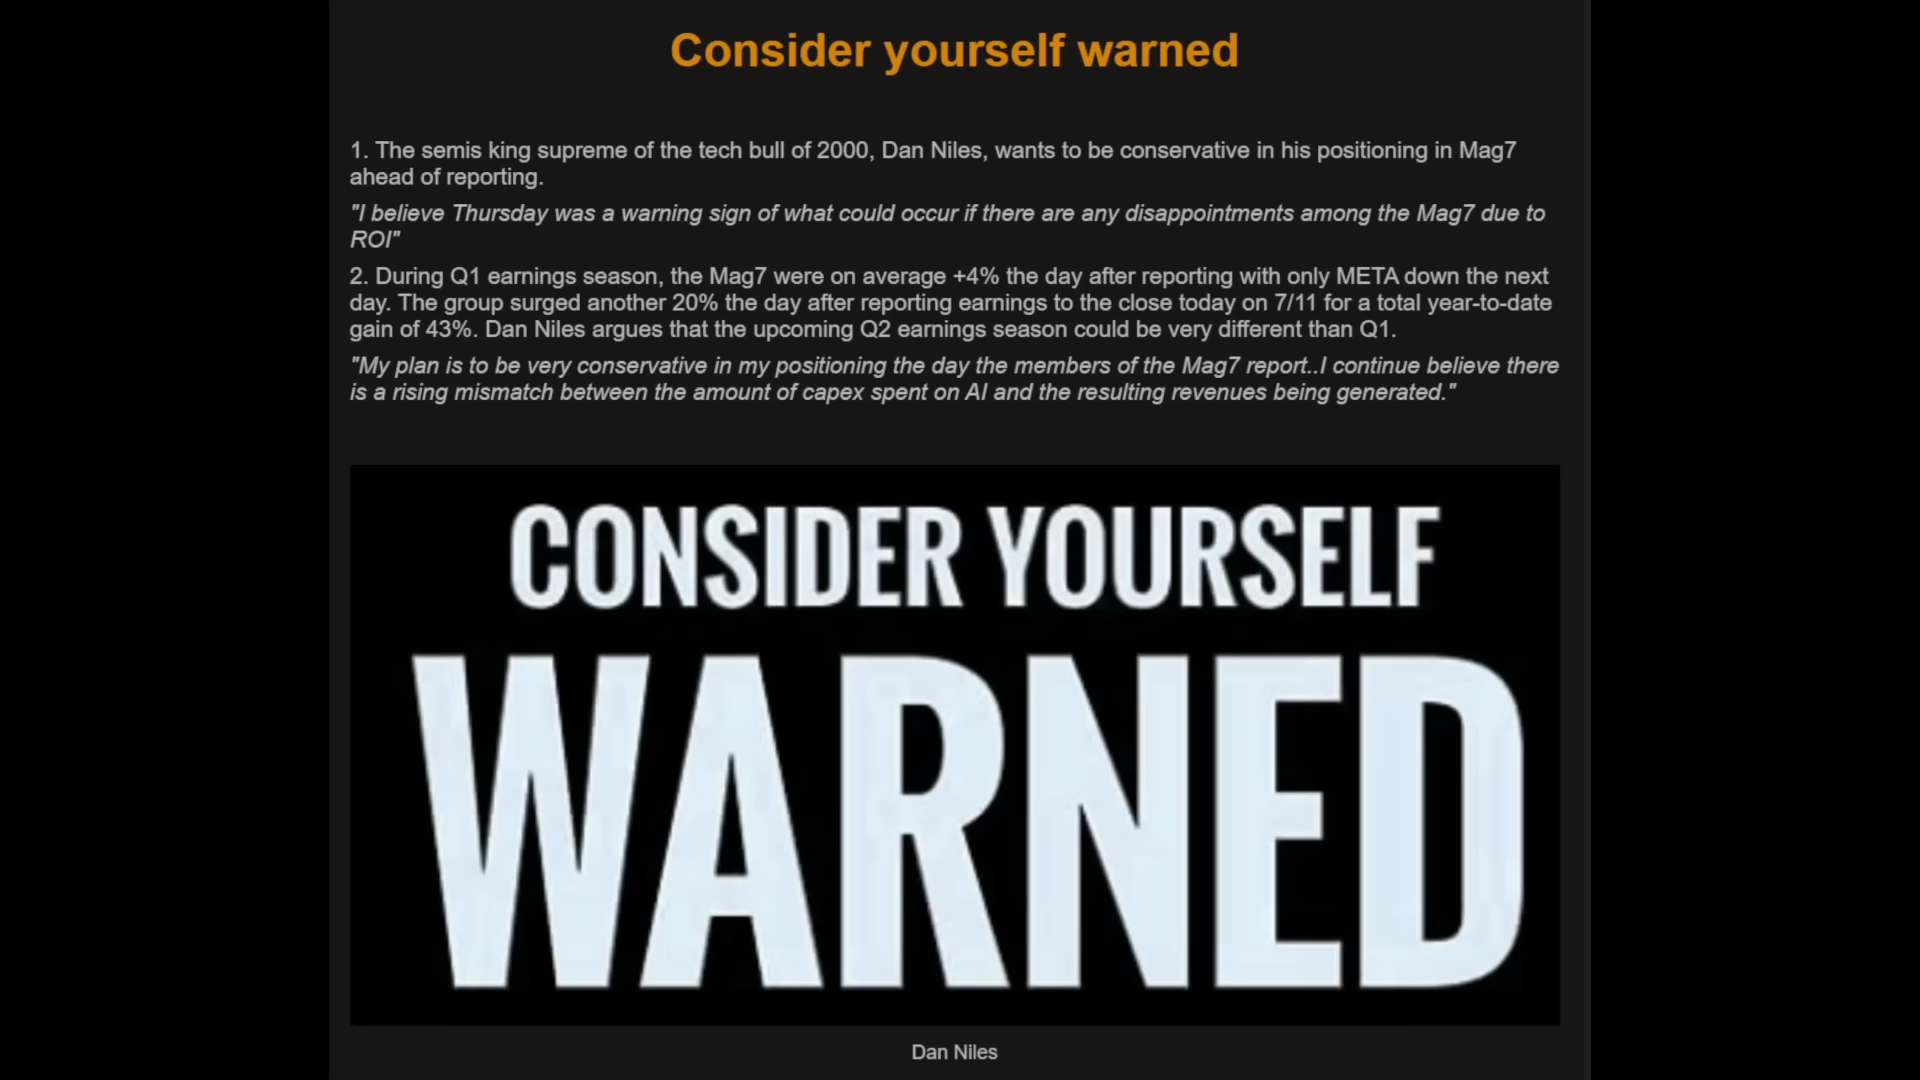 Consider yourself warned
1. The semis king supreme of the tech bull of 2000, Dan Niles, wants to be conservative in his positioning in Mag7
ahead of reporting.
"I believe Thursday was a warning sign of what could occur if there are any disappointments among the Mag7 due to
ROI"
2. During Q1 earnings season, the Mag7 were on average +4% the day after reporting with only META down the next
day. The group surged another 20% the day after reporting earnings to the close today on 7/11 for a total year-to-date
gain of 43%. Dan Niles argues that the upcoming Q2 earnings season could be very different than Q1.
"My plan is to be very conservative in my positioning the day the members of the Mag7 report..I continue believe there
is a rising mismatch between the amount of capex spent on AI and the resulting revenues being generated."
CONSIDER YOURSELF
WARNED
Dan Niles